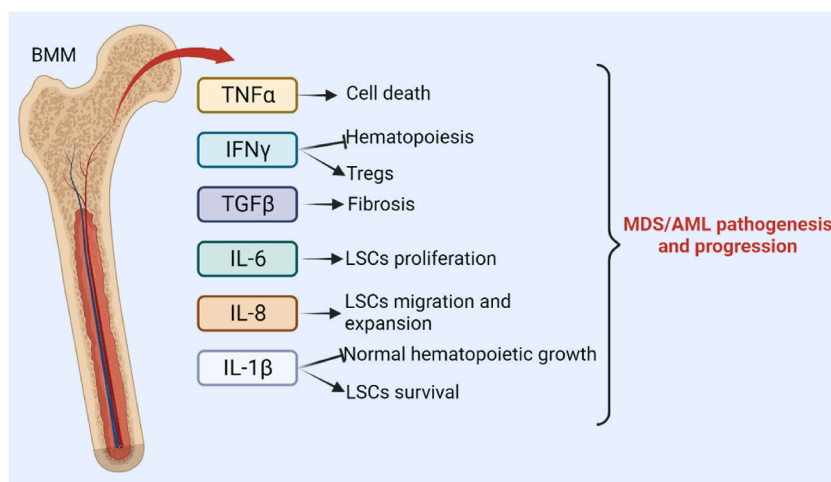 BMM
TNFα
Cell death
IFNγ
Hematopoiesis
Tregs
TGFβ
Fibrosis
IL-6
LSCs proliferation
IL-8
LSCs migration and
expansion
IL-1β
Normal hematopoietic growth
LSCs survival
MDS/AML pathogenesis
and progression